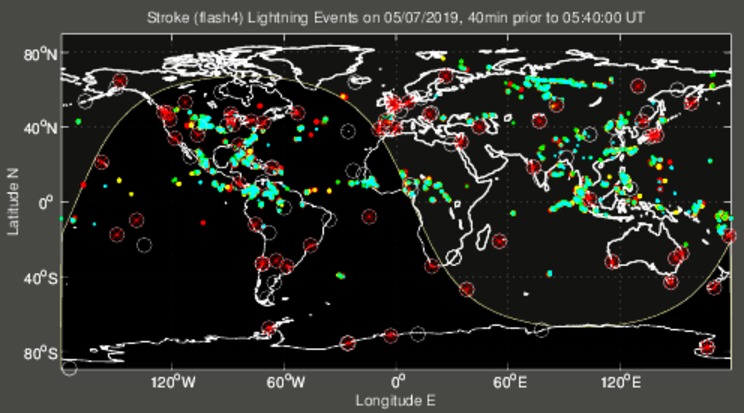 Stroke (flash4) Lightning Events on 05/07/2019, 40min prior to 05:40:00 UT
80°N
40°N
0°
40°S
80°S
Latitude N
120°W
60°W
0°
60°E
120°E
Longitude E